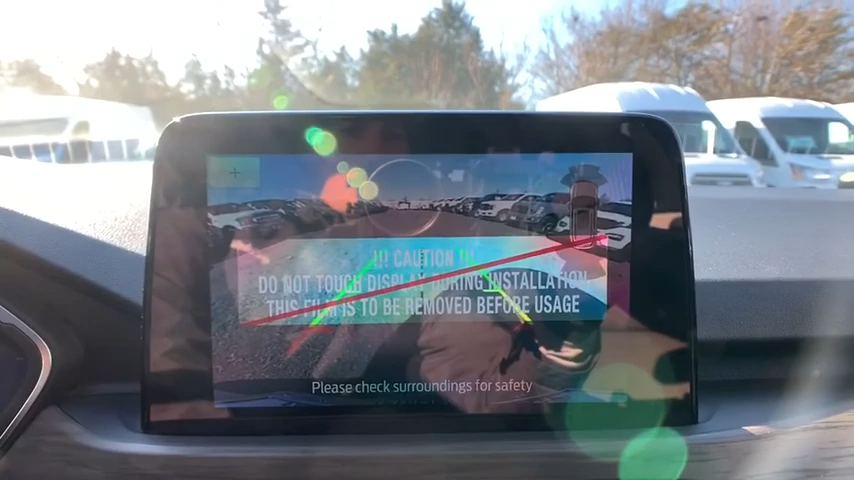 +
!!! CAUTION !!!
DO NOT TOUCH DISPLAY DURING INSTALLATION
THIS FILM IS TO BE REMOVED BEFORE USAGE
Please check surroundings for safety